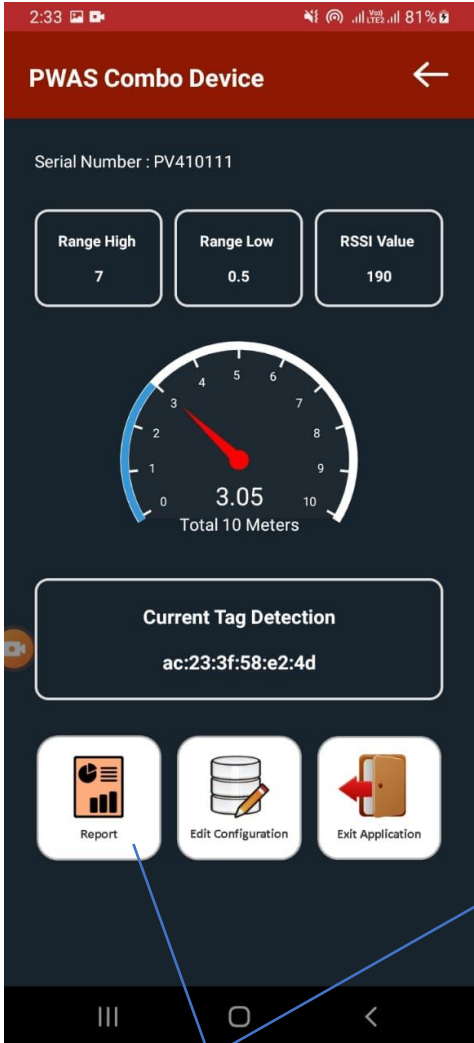 2:33 81%
PWAS Combo Device
Serial Number : PV410111
Range High Range Low RSSI Value
7 0.5 190
0 1 2 3 4 5 6 7 8 9 10
3.05
Total 10 Meters
Current Tag Detection
ac:23:3f:58:e2:4d
Report Edit Configuration Exit Application